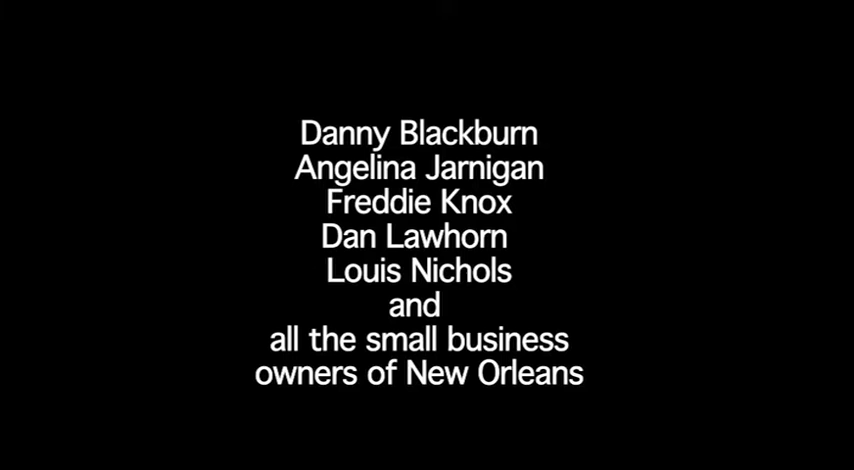 Danny Blackburn
Angelina Jarnigan
Freddie Knox
Dan Lawhorn
Louis Nichols
and
all the small business
owners of New Orleans